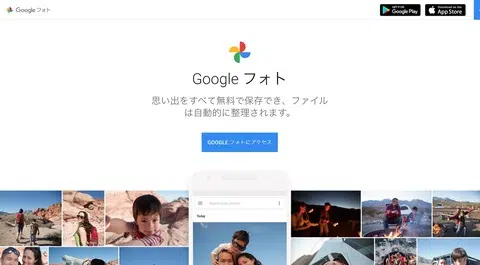 Google フォト
GET IT ON
Google Play
Download on the
App Store
Google フォト
思い出をすべて無料で保存でき、ファイル
は自動的に整理されます。
GOOGLE フォトにアクセス
Search your photos
Today